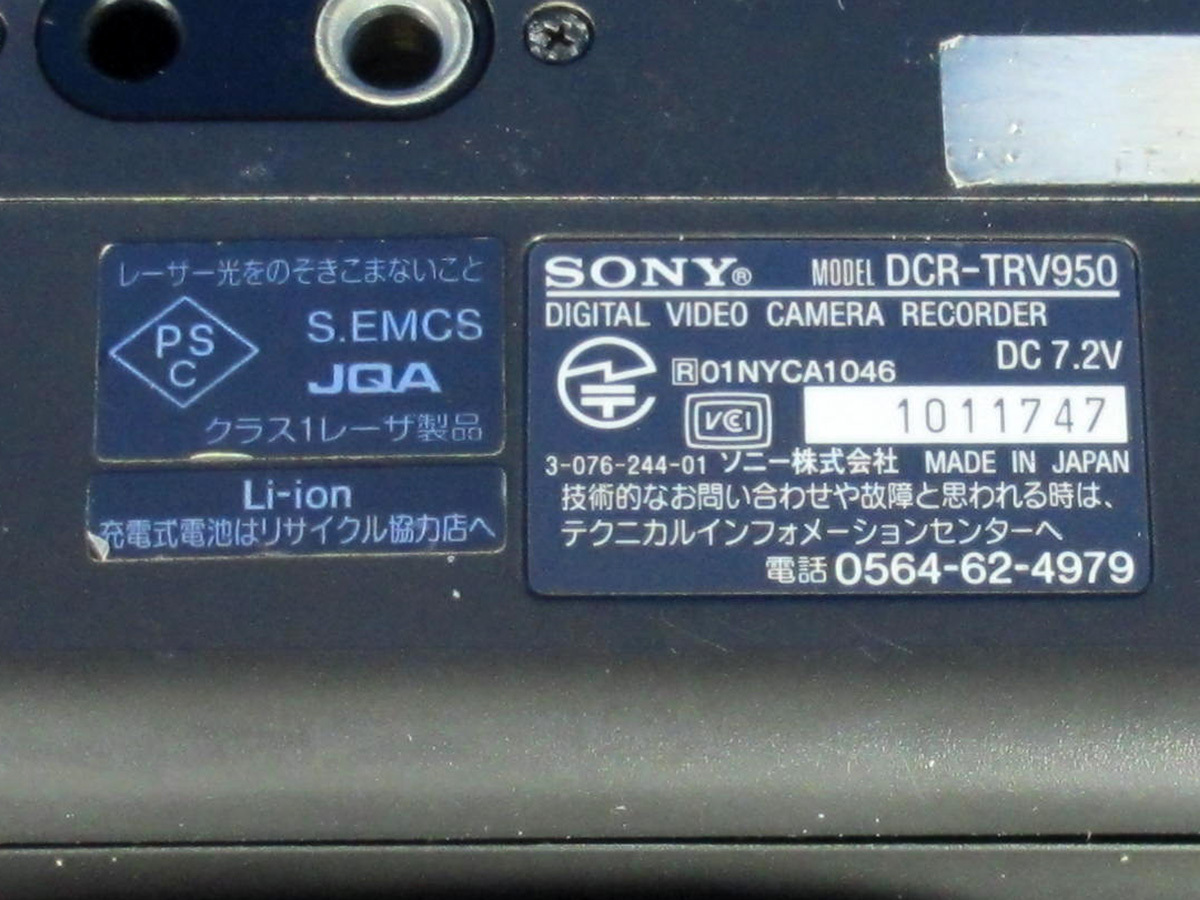 レーザー光をのぞきこまないこと
PS
C
S.EMCS
JQA
クラス1レーザ製品
Li-ion
充電式電池はリサイクル協力店へ
SONY® MODEL DCR-TRV950
DIGITAL VIDEO CAMERA RECORDER
DC 7.2V
R 01NYCA1046
VCI
1011747
3-076-244-01 ソニー株式会社 MADE IN JAPAN
技術的なお問い合わせや故障と思われる時は、
テクニカルインフォメーションセンターへ
電話 0564-62-4979